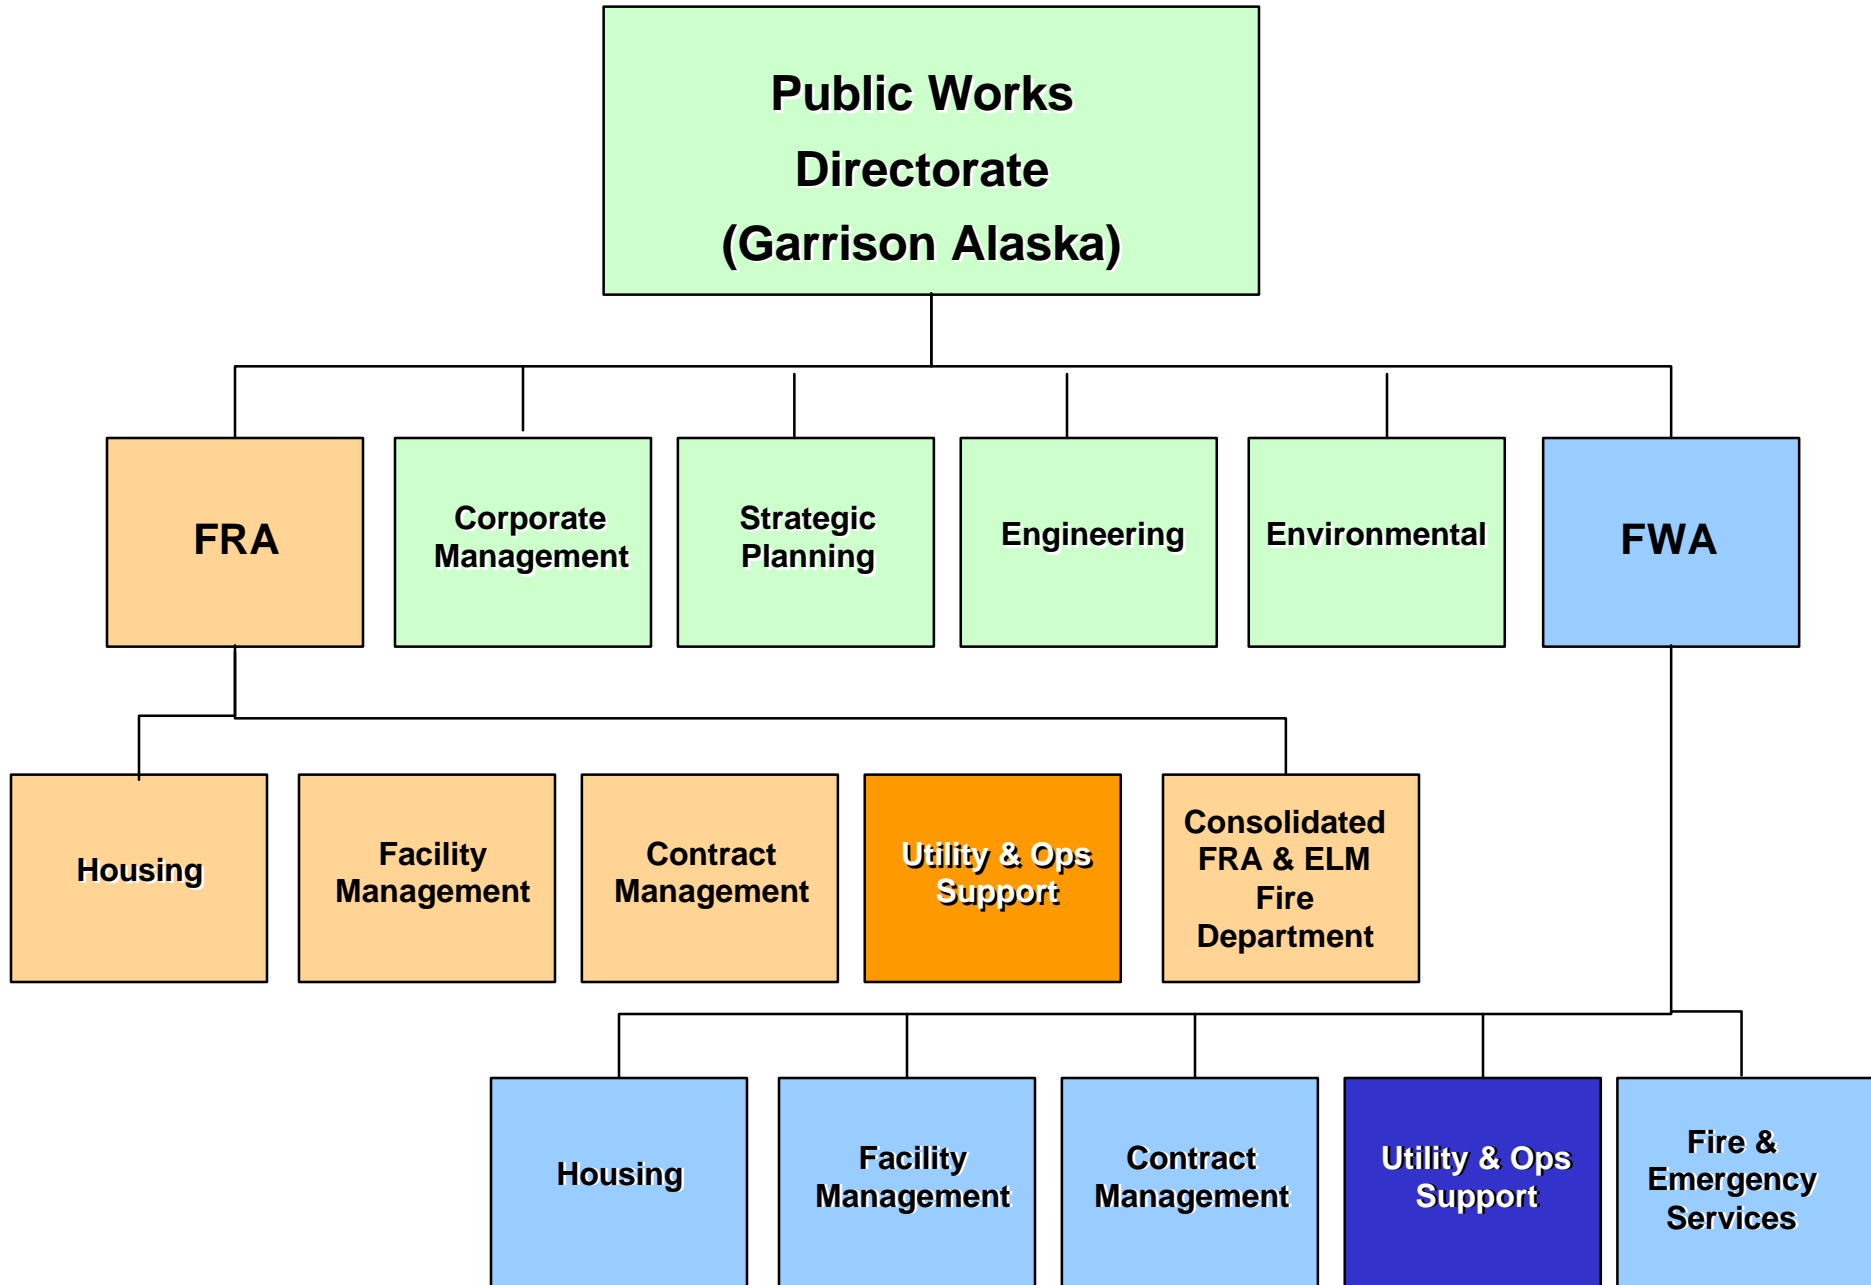 Public Works
Directorate
(Garrison Alaska)
FRA
Corporate
Management
Strategic
Planning
Engineering
Environmental
FWA
Housing
Facility
Management
Contract
Management
Utility & Ops
Support
Consolidated
FRA & ELM
Fire
Department
Housing
Facility
Management
Contract
Management
Utility & Ops
Support
Fire &
Emergency
Services